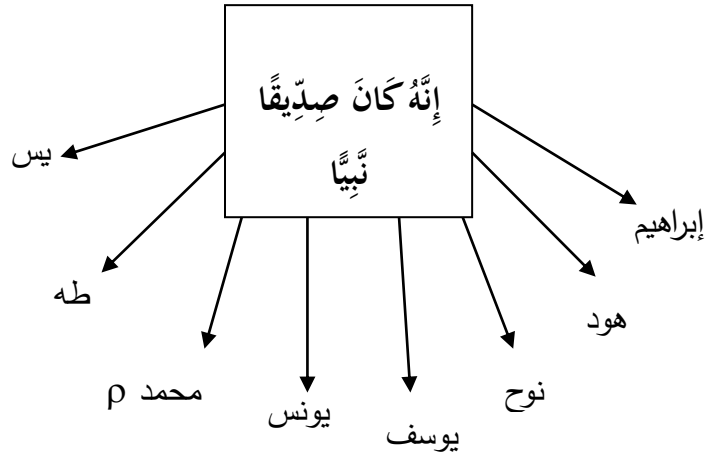 إِنَّهُ كَانَ صِدِّيقًا
نَّبِيًّا
إبراهيم
هود
نوح
يوسف
يونس
محمد ρ
طه
يس